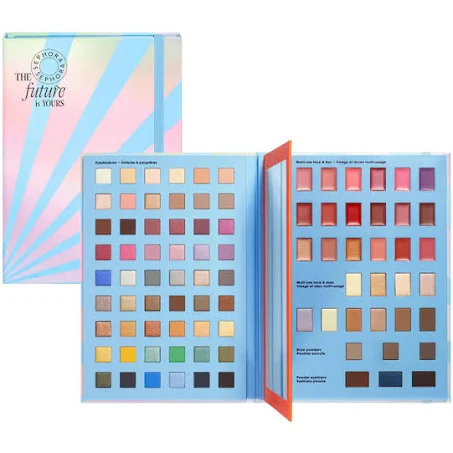 SEPHORA
SEPHORA
THE
future
is YOURS
Eyeshadows • Ombres à paupières
Multi-use face & lips • Visage et lèvres multi-usage
Multi-use face & eyes
Visage et yeux multi-usage
Brow powders
Poudres sourcils
Powder eyeliners
Eyeliners poudre